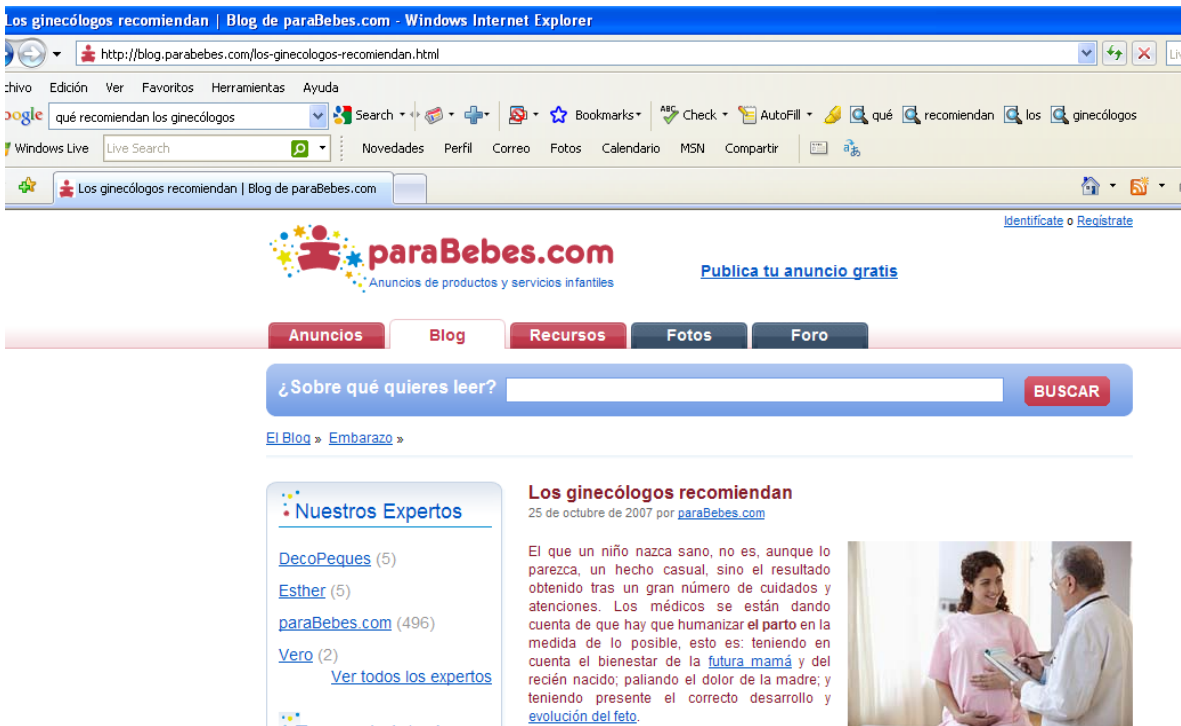 Los ginecólogos recomiendan | Blog de paraBebes.com - Windows Internet Explorer
http://blog.parabebes.com/los-ginecologos-recomiendan.html
Edición Ver Favoritos Herramientas Ayuda
qué recomiendan los ginecólogos Search Bookmarks Check AutoFill qué recomiendan los ginecólogos
Windows Live Live Search Novedades Perfil Correo Fotos Calendario MSN Compartir
Los ginecólogos recomiendan | Blog de paraBebes.com
Identifícate o Regístrate
paraBebes.com
Anuncios de productos y servicios infantiles
Publica tu anuncio gratis
Anuncios Blog Recursos Fotos Foro
¿Sobre qué quieres leer? BUSCAR
El Blog » Embarazo »
Nuestros Expertos
DecoPeques (5)
Esther (5)
paraBebes.com (496)
Vero (2)
Ver todos los expertos
Los ginecólogos recomiendan
25 de octubre de 2007 por paraBebes.com
El que un niño nazca sano, no es, aunque lo
parezca, un hecho casual, sino el resultado
obtenido tras un gran número de cuidados y
atenciones. Los médicos se están dando
cuenta de que hay que humanizar el parto en la
medida de lo posible, esto es: teniendo en
cuenta el bienestar de la futura mamá y del
recién nacido; paliando el dolor de la madre; y
teniendo presente el correcto desarrollo y
evolución del feto.